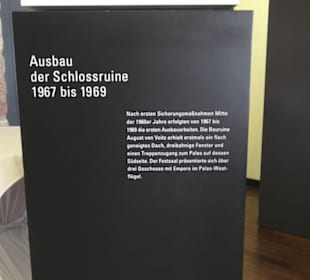 Ausbau
der Schlossruine
1967 bis 1969
Nach ersten Sicherungsmaßnahmen Mitte
der 1960er Jahre erfolgten von 1967 bis
1969 die ersten Ausbauarbeiten. Die Bauruine
August von Voits erhielt erstmals ein flach
geneigtes Dach, dreibahnige Fenster und
einen Treppenzugang zum Palas auf dessen
Südseite. Der Festsaal präsentierte sich über
drei Geschosse mit Empore im Palas-West-
flügel.